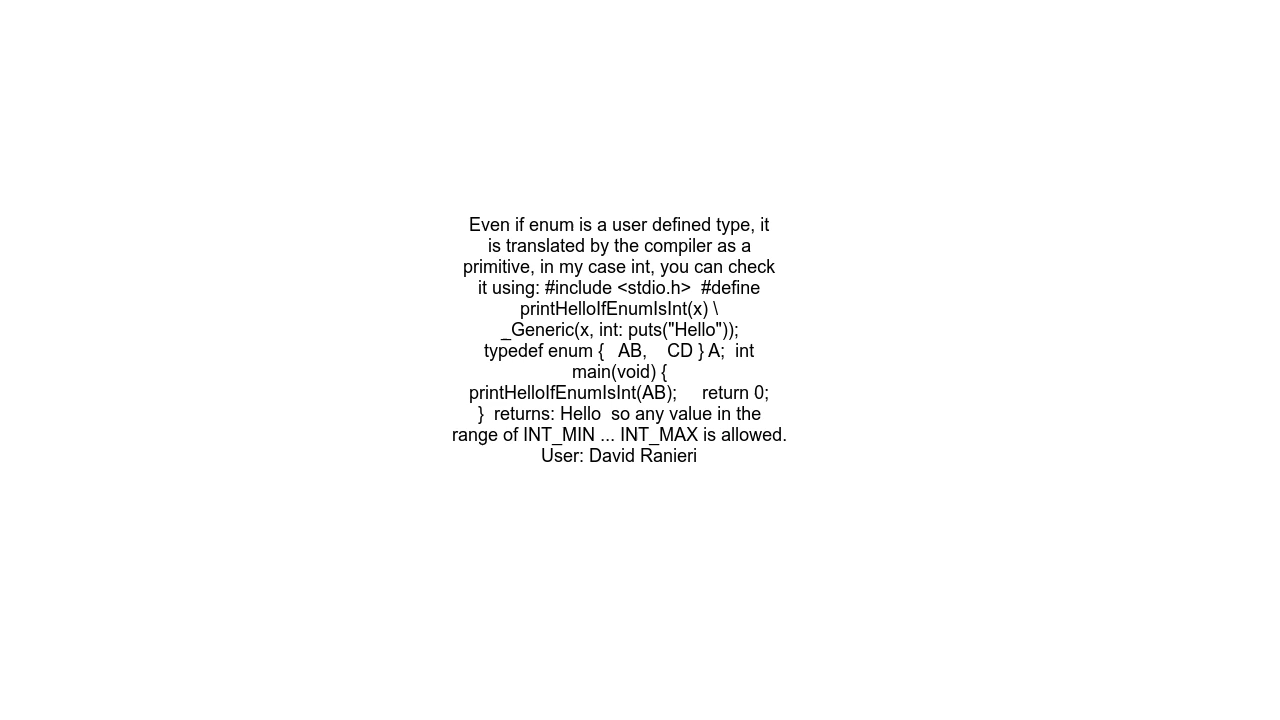 Even if enum is a user defined type, it
is translated by the compiler as a
primitive, in my case int, you can check
it using: #include <stdio.h>  #define
printHelloIfEnumIsInt(x) \
_Generic(x, int: puts("Hello"));
typedef enum {   AB,    CD } A;  int
main(void) {
printHelloIfEnumIsInt(AB);     return 0;
}  returns: Hello  so any value in the
range of INT_MIN ... INT_MAX is allowed.
User: David Ranieri